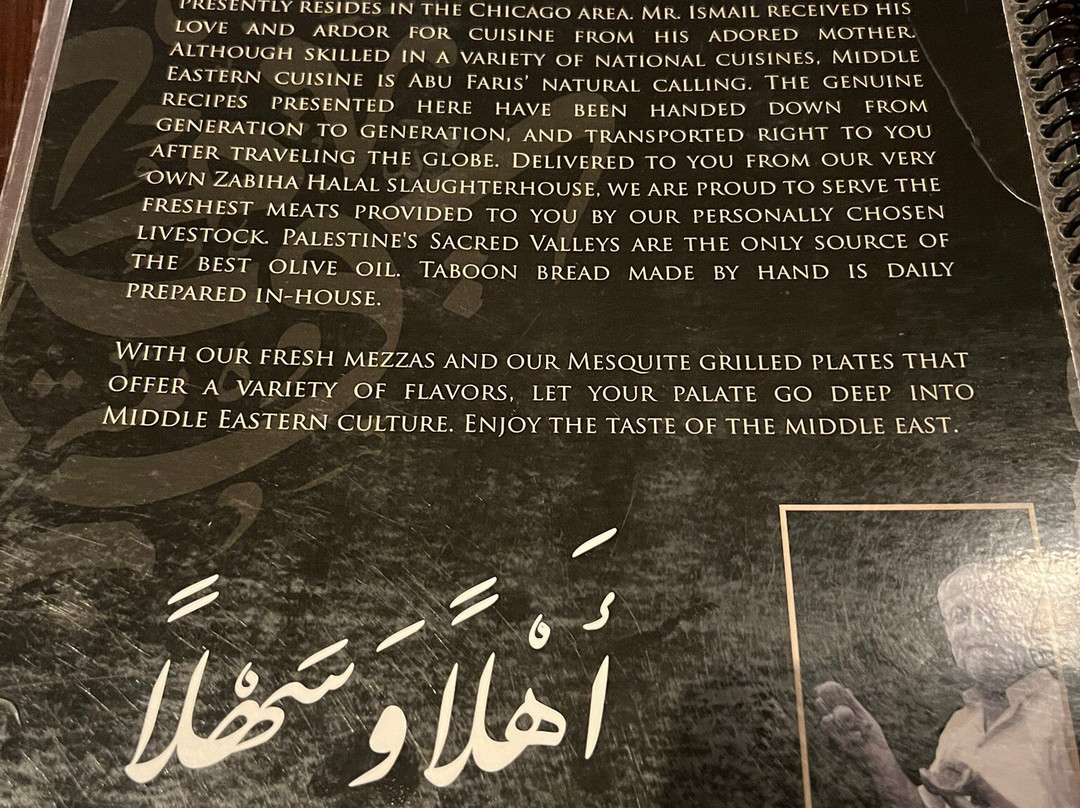 PRESENTLY RESIDES IN THE CHICAGO AREA. MR. ISMAIL RECEIVED HIS
LOVE AND ARDOR FOR CUISINE FROM HIS ADORED MOTHER.
ALTHOUGH SKILLED IN A VARIETY OF NATIONAL CUISINES, MIDDLE
EASTERN CUISINE IS ABU FARIS' NATURAL CALLING. THE GENUINE
RECIPES PRESENTED HERE HAVE BEEN HANDED DOWN FROM
GENERATION TO GENERATION, AND TRANSPORTED RIGHT TO YOU
AFTER TRAVELING THE GLOBE. DELIVERED TO YOU FROM OUR VERY
OWN ZABIHA HALAL SLAUGHTERHOUSE, WE ARE PROUD TO SERVE THE
FRESHEST MEATS PROVIDED TO YOU BY OUR PERSONALLY CHOSEN
LIVESTOCK. PALESTINE'S SACRED VALLEYS ARE THE ONLY SOURCE OF
THE BEST OLIVE OIL. TABOON BREAD MADE BY HAND IS DAILY
PREPARED IN-HOUSE.
WITH OUR FRESH MEZZAS AND OUR MESQUITE GRILLED PLATES THAT
OFFER A VARIETY OF FLAVORS, LET YOUR PALATE GO DEEP INTO
MIDDLE EASTERN CULTURE. ENJOY THE TASTE OF THE MIDDLE EAST.
أَهْلًا وَ سَهْلًا